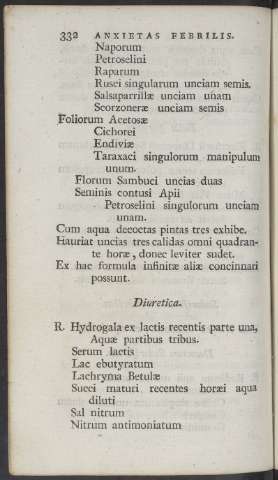 332 ANXIETAS FEBRILIS.
Naporum
Petroselini
Raparum
Rusci singularum unciam semis.
Salsaparrillæ unciam unam
Scorzoneræ unciam semis
Foliorum Acetosæ
Cichorei
Endiviæ
Taraxaci singulorum manipulum
unum.
Florum Sambuci uncias duas
Seminis contusi Apii
Petroselini singulorum unciam
unam.
Cum aqua decoctas pintas tres exhibe.
Hauriat uncias tres calidas omni quadran-
te horæ, donec leviter sudet.
Ex hac formula infinitæ aliæ concinnari
possunt.
Diuretica.
R. Hydrogala ex lactis recentis parte una,
Aquæ partibus tribus.
Serum lactis
Lac ebutyratum
Lachryma Betulæ
Succi maturi recentes horæi aqua
diluti
Sal nitrum
Nitrum antimoniatum